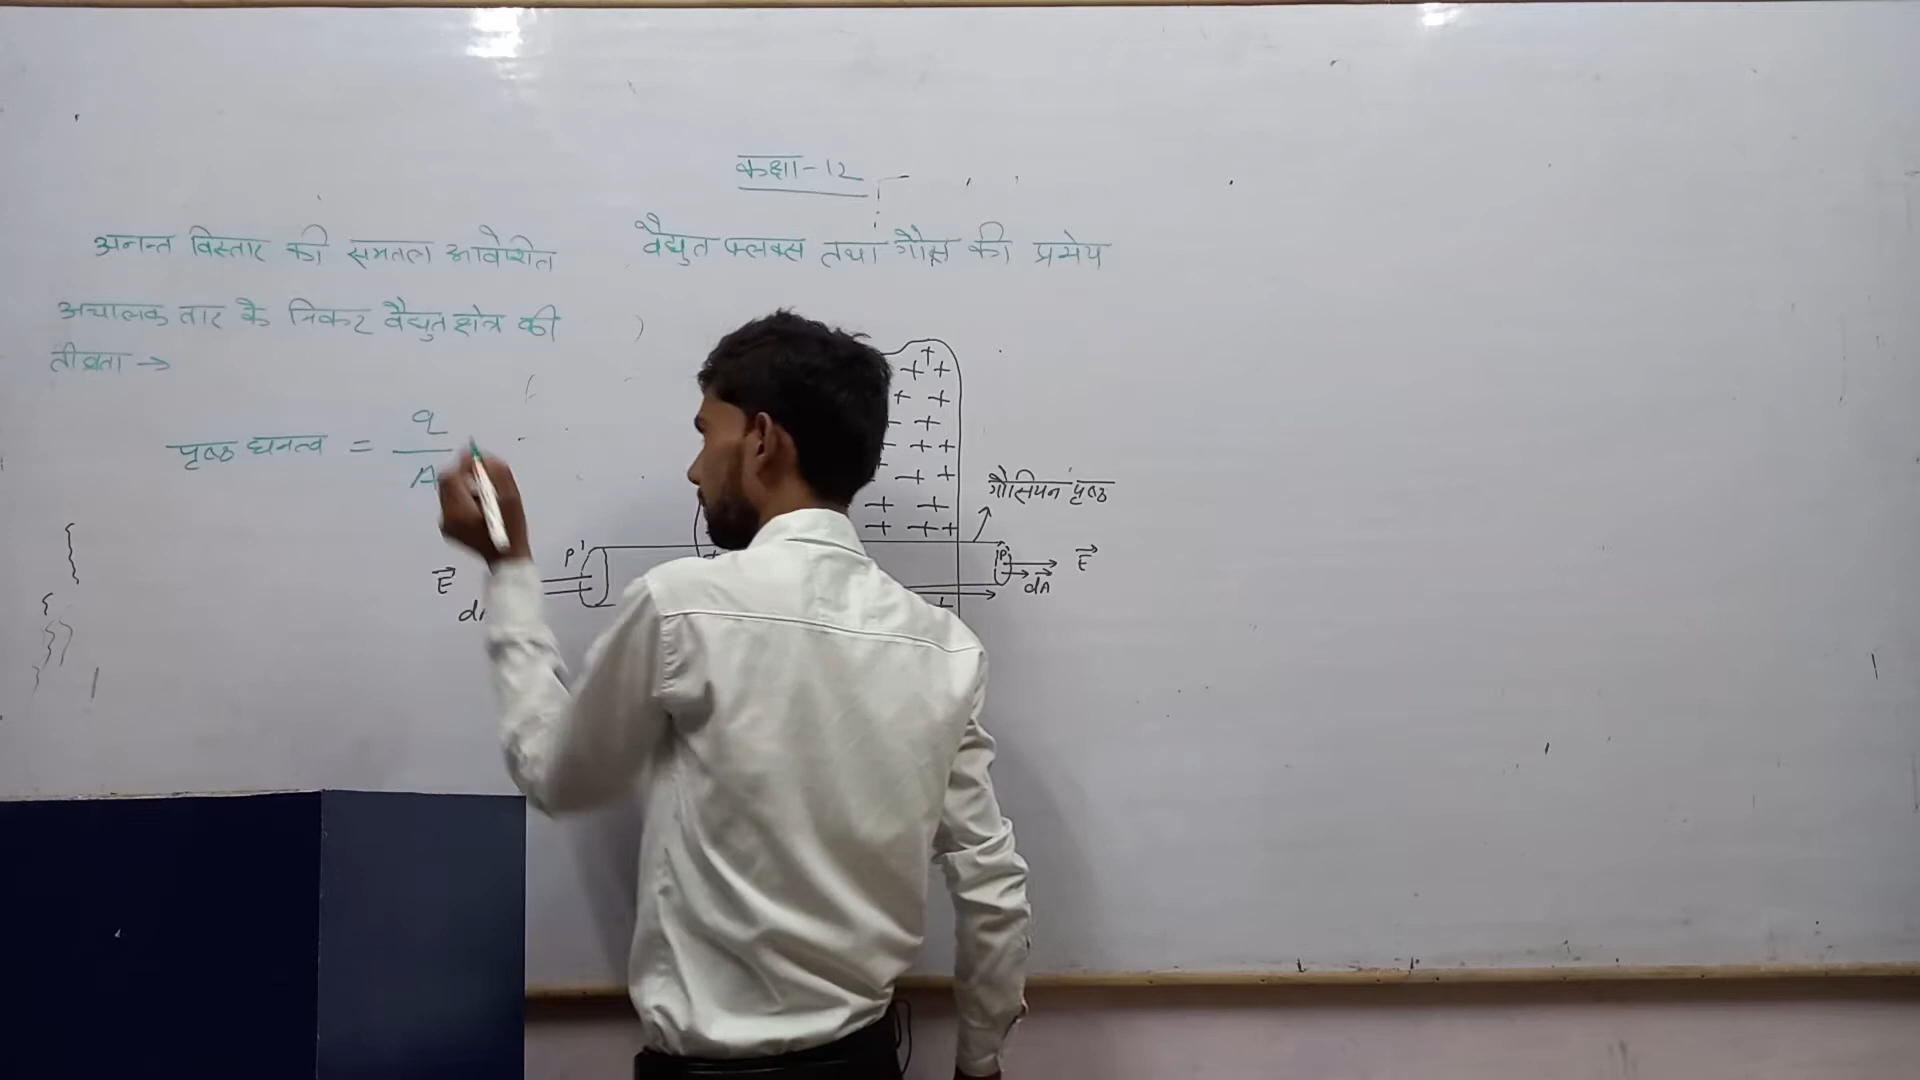 कक्षा-12
वैद्युत फ्लक्स तथा गौस की प्रमेय
अनन्त विस्तार की समतल आवेशित
अचालक तार के निकट वैद्युत क्षेत्र की
तीव्रता →
पृष्ठ घनत्व = q/A
+ + +
+ +
+ +
+ + +
+ +
+ +
+ + +
गौसियन पृष्ठ
P'
E⃗
P
E⃗
dA⃗